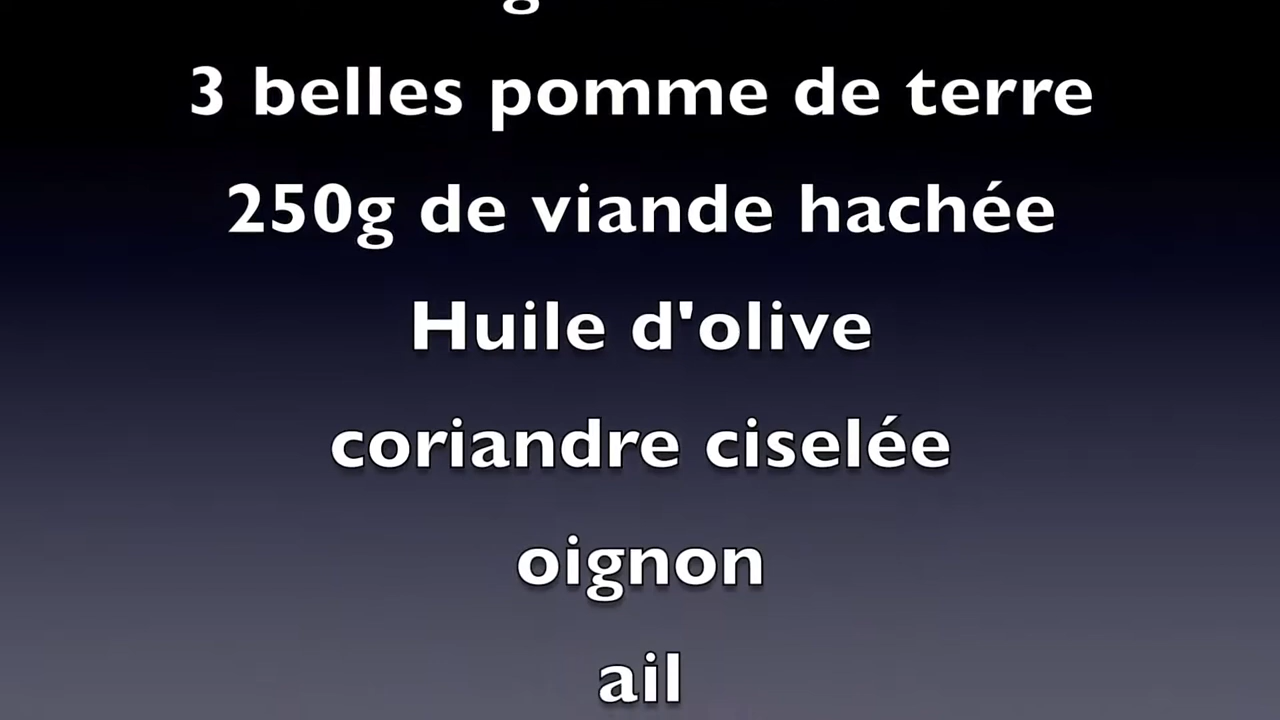 3 belles pomme de terre
250g de viande hachée
Huile d'olive
coriandre ciselée
oignon
ail